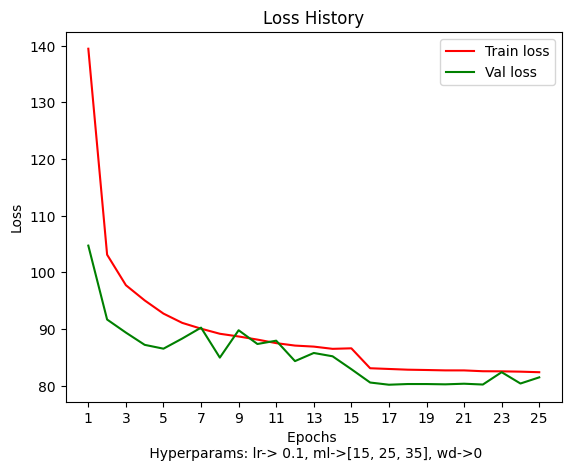 Loss History
Train loss
Val loss
Loss
140
130
120
110
100
90
80
1 3 5 7 9 11 13 15 17 19 21 23 25
Epochs
Hyperparams: lr-> 0.1, ml->[15, 25, 35], wd->0